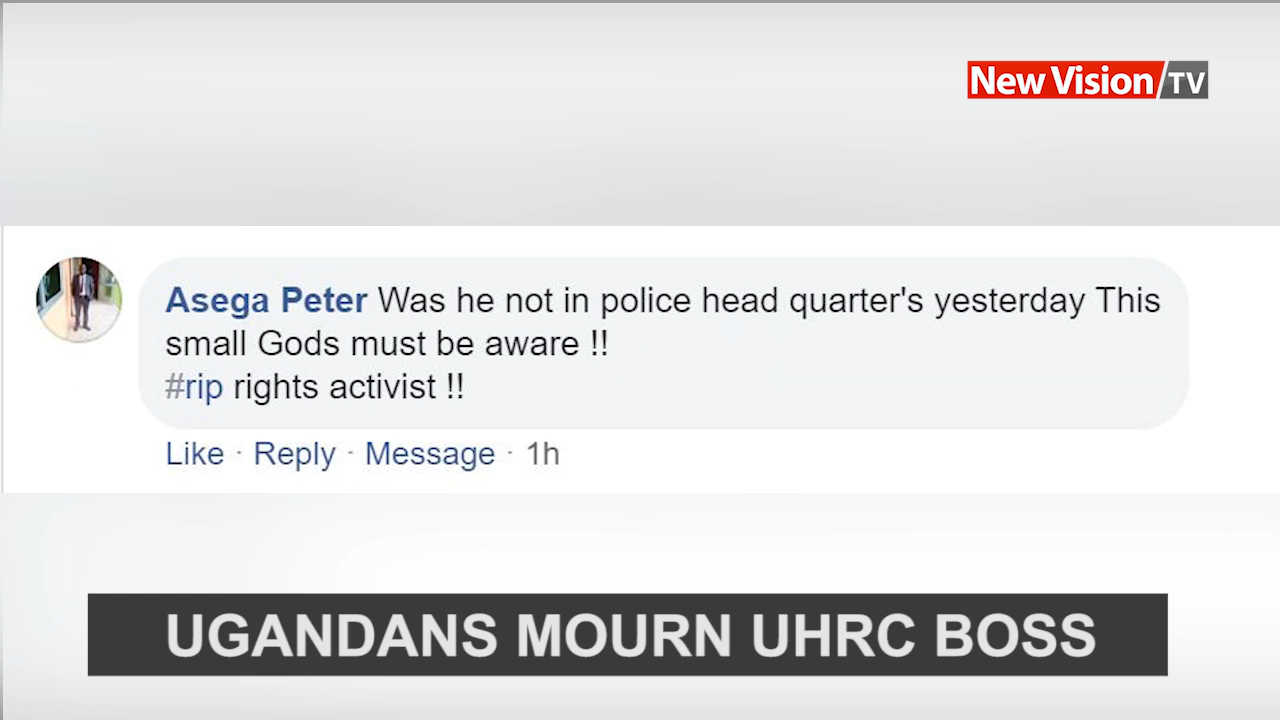 New Vision/TV
Asega Peter Was he not in police head quarter's yesterday This
small Gods must be aware !!
#rip rights activist !!
Like · Reply · Message · 1h
UGANDANS MOURN UHRC BOSS